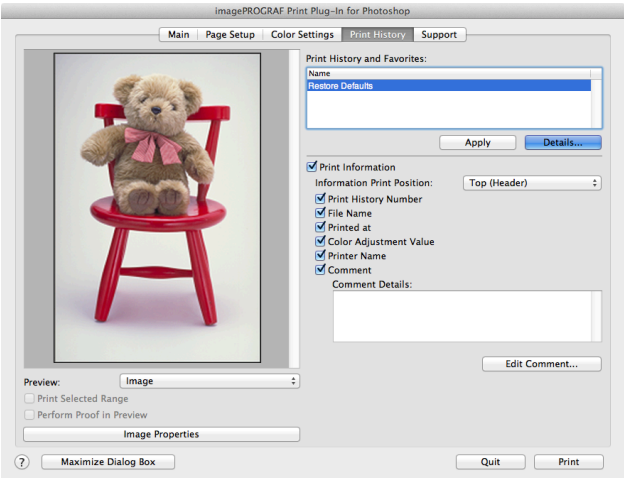 imagePROGRAF Print Plug-In for Photoshop
Main Page Setup Color Settings Print History Support
Print History and Favorites:
Name
Restore Defaults
Apply Details...
Print Information
Information Print Position: Top (Header)
Print History Number
File Name
Printed at
Color Adjustment Value
Printer Name
Comment
Comment Details:
Edit Comment...
Preview: Image
Print Selected Range
Perform Proof in Preview
Image Properties
? Maximize Dialog Box Quit Print